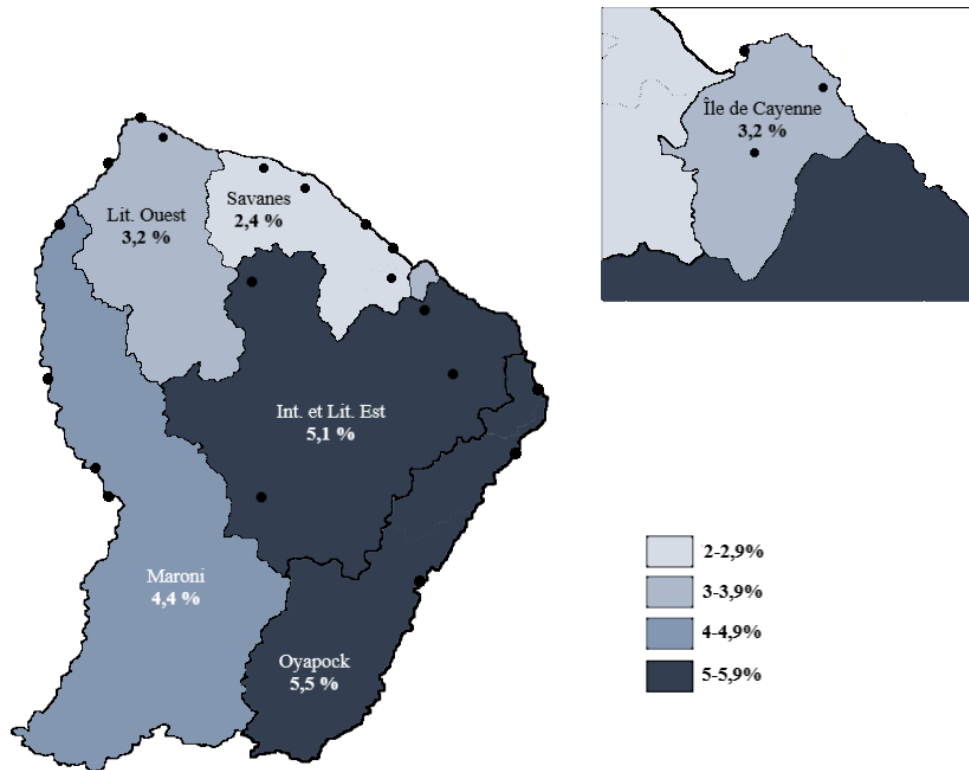 Île de Cayenne
3,2 %
Savanes
2,4 %
Lit. Ouest
3,2 %
Int. et Lit. Est
5,1 %
Maroni
4,4 %
Oyapock
5,5 %
2-2,9%
3-3,9%
4-4,9%
5-5,9%